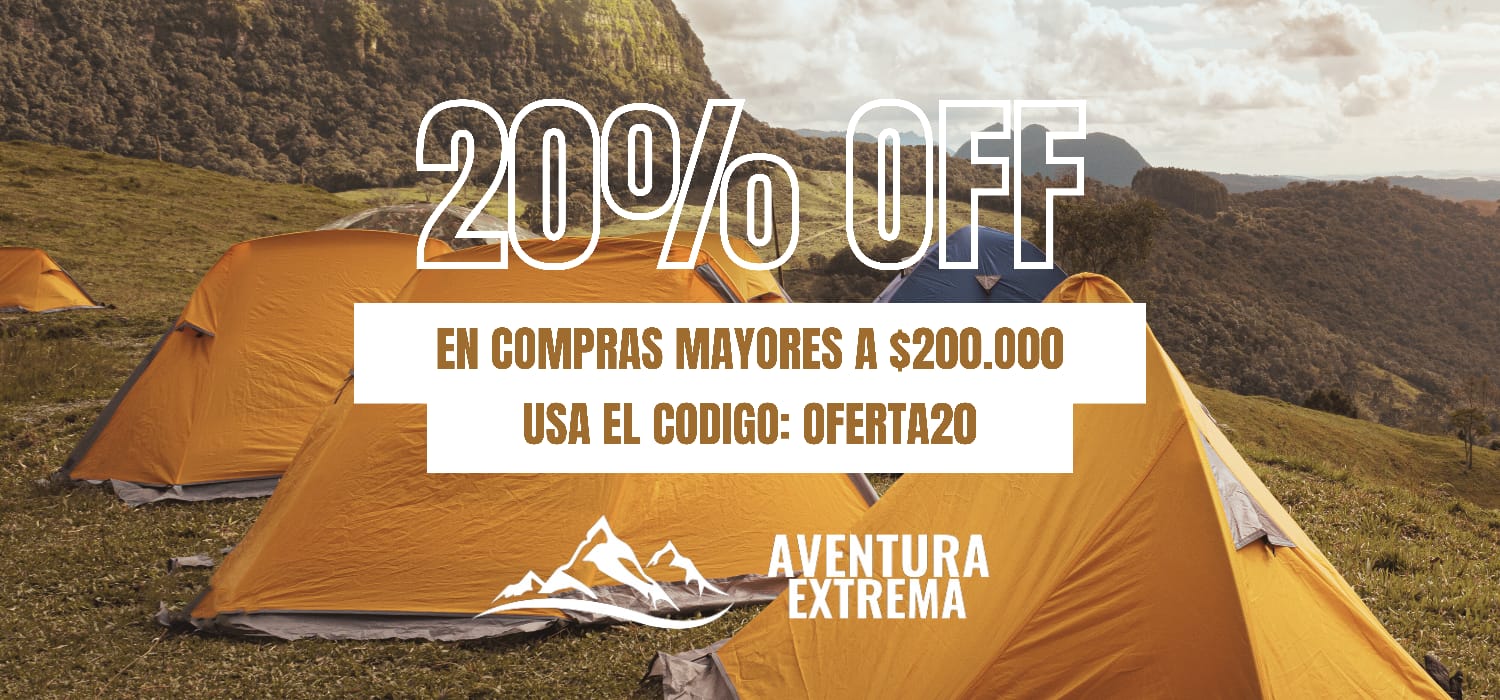 20% OFF
EN COMPRAS MAYORES A $200.000
USA EL CODIGO: OFERTA20
AVENTURA
EXTREMA